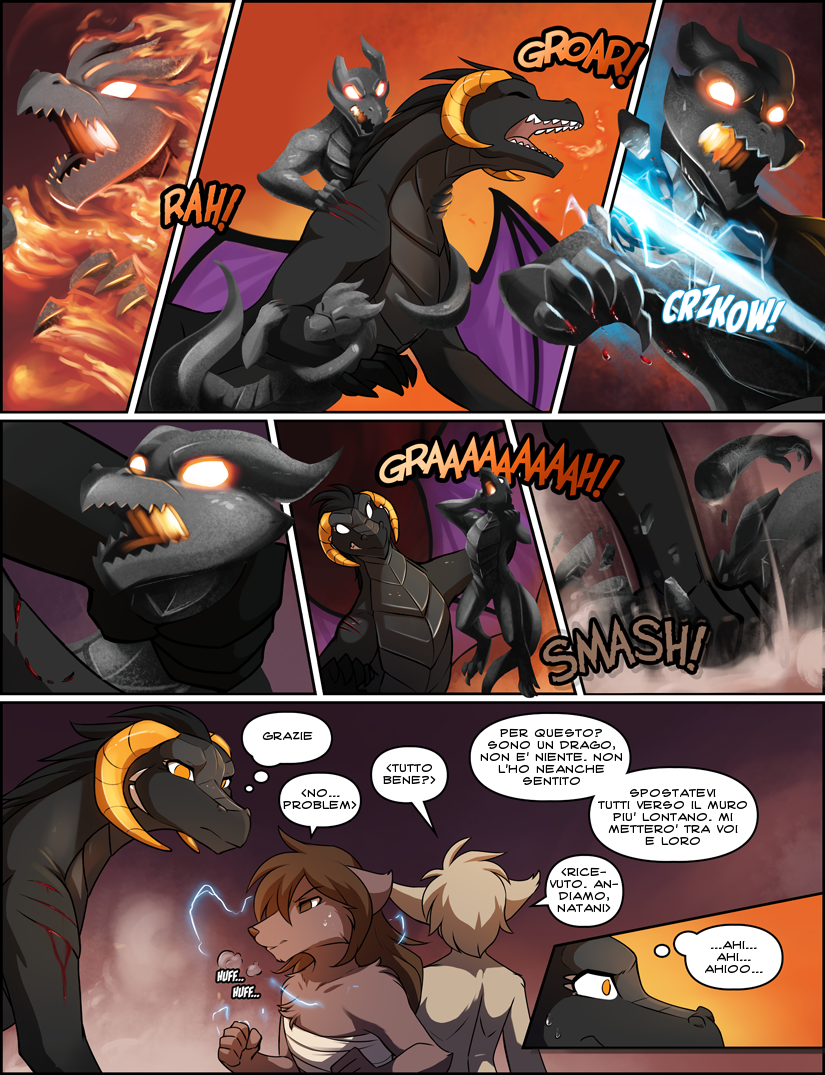 RAH!
GROAR!
CRZKOW!
GRAAAAAAAAAH!
SMASH!
GRAZIE
<NO...
PROBLEM>
<TUTTO
BENE?>
PER QUESTO?
SONO UN DRAGO,
NON E' NIENTE. NON
L'HO NEANCHE
SENTITO
SPOSTATEVI
TUTTI VERSO IL MURO
PIU' LONTANO. MI
METTERO' TRA VOI
E LORO
<RICE-
VUTO. AN-
DIAMO,
NATANI>
HUFF...
HUFF...
...AHI...
AHI...
AHIOO...